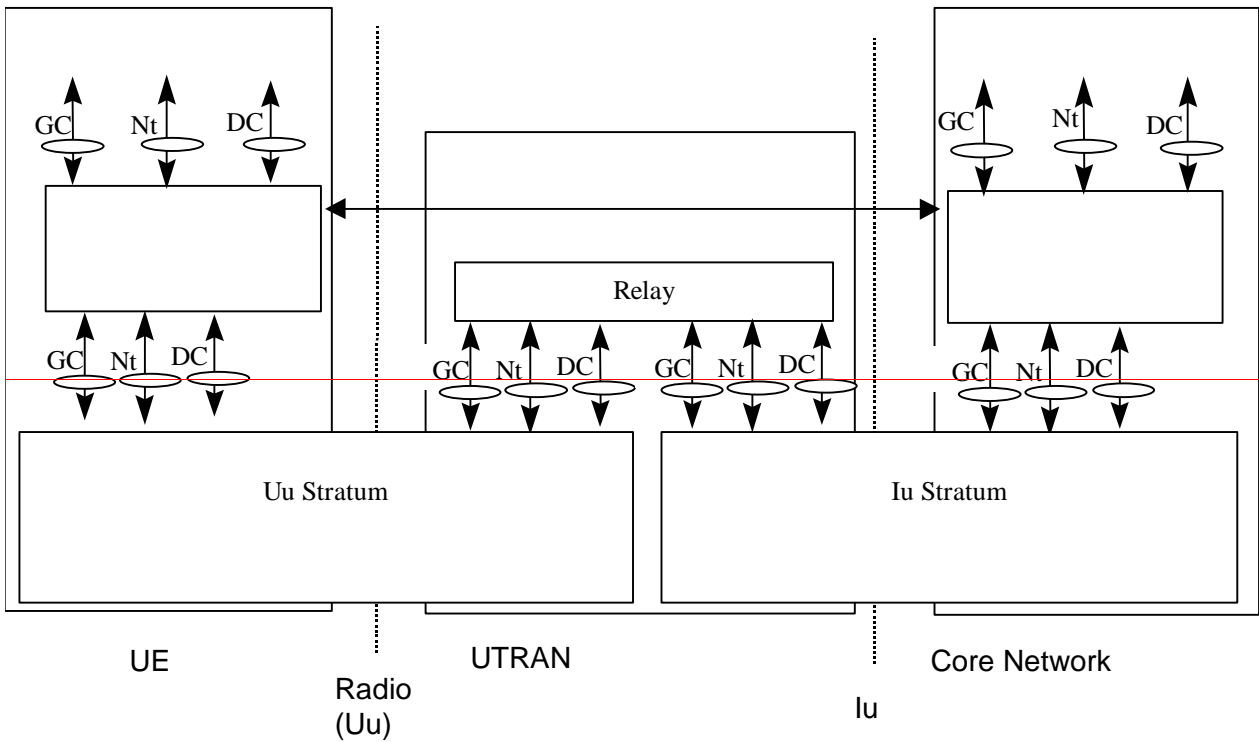 GC Nt DC
GC Nt DC
Relay
GC Nt DC
GC Nt DC
GC Nt DC
GC Nt DC
Uu Stratum
Iu Stratum
UE
UTRAN
Core Network
Radio
(Uu)
Iu